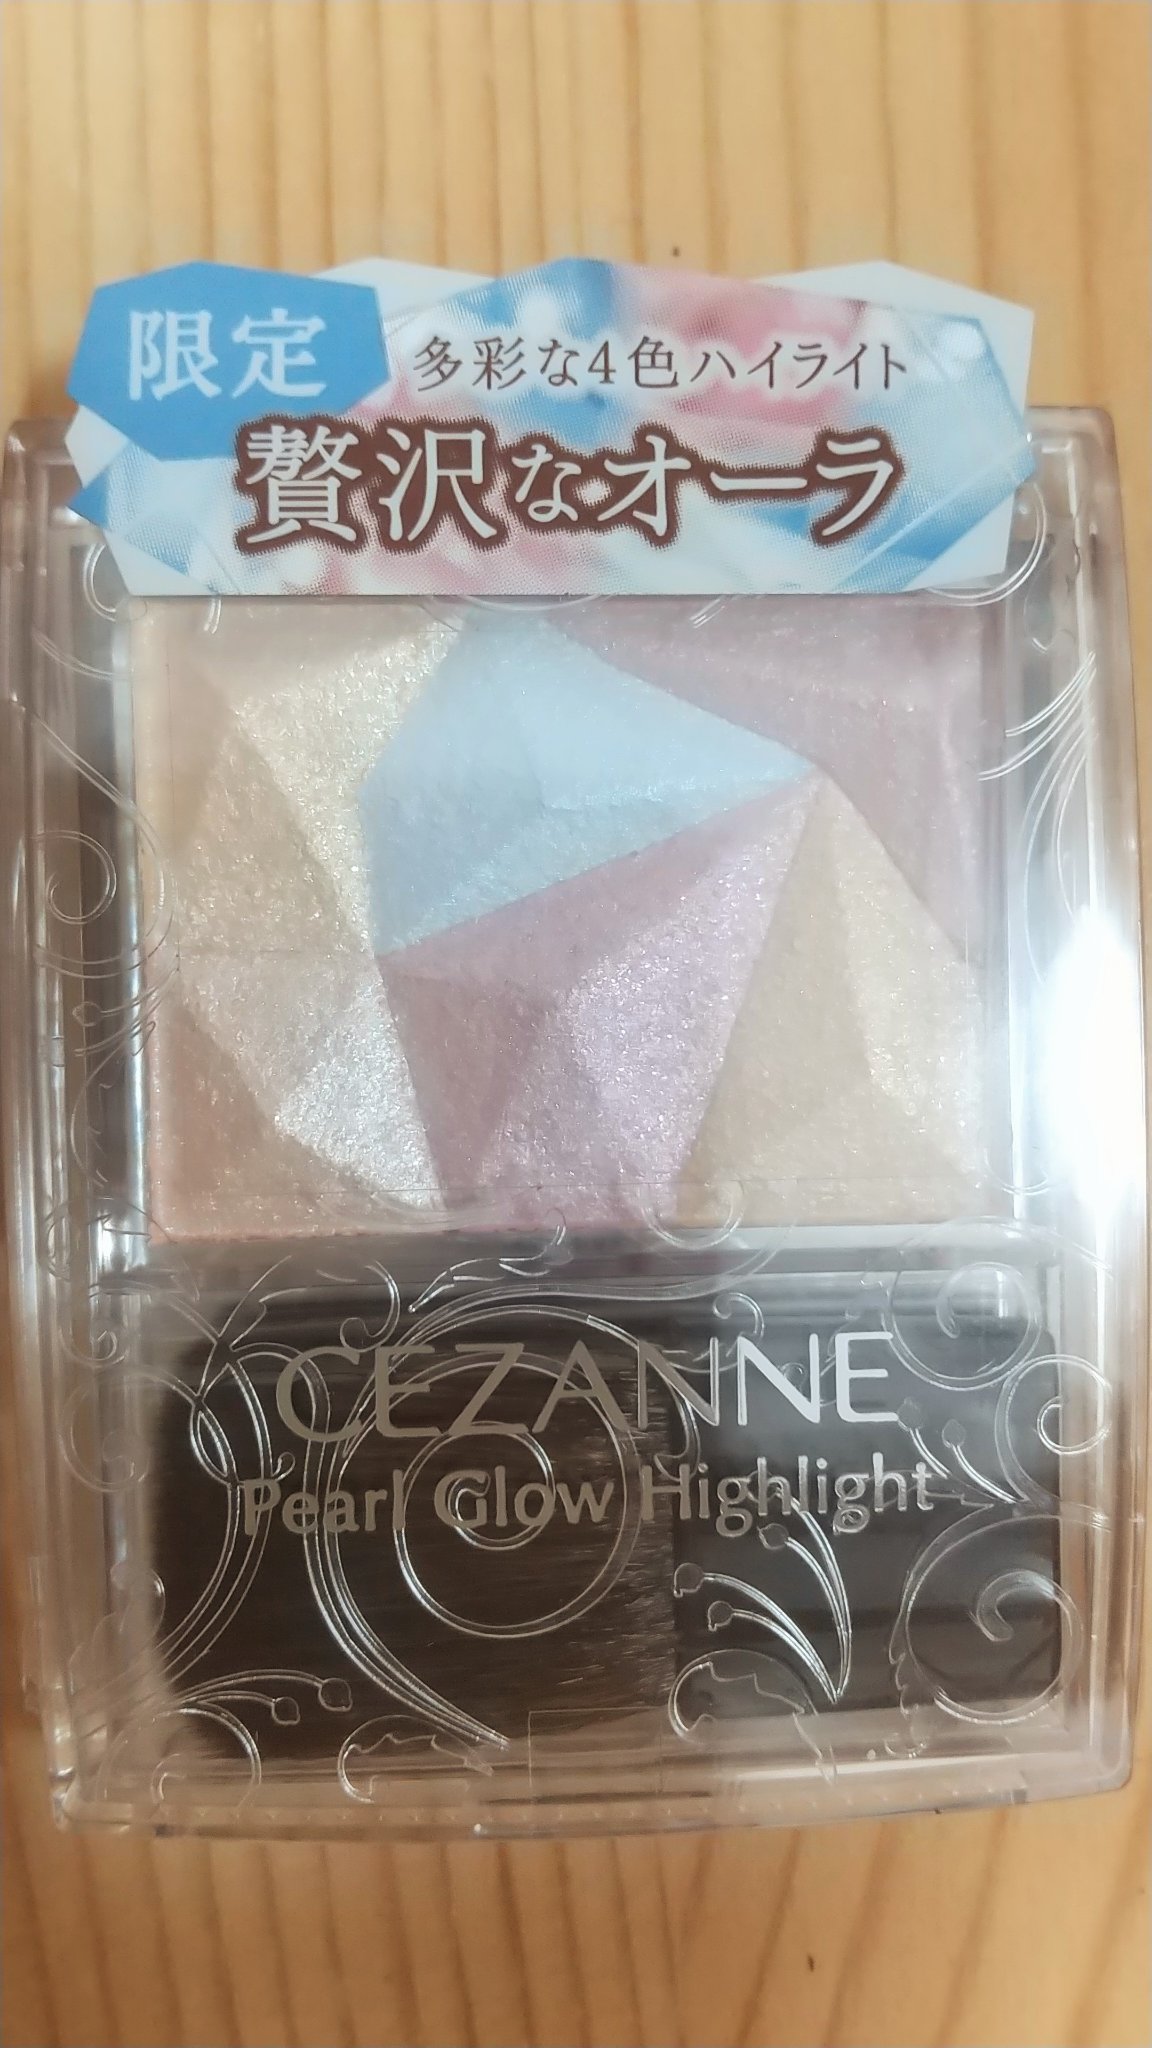 限定
多彩な4色ハイライト
贅沢なオーラ
CEZANNE
Pearl Glow Highlight